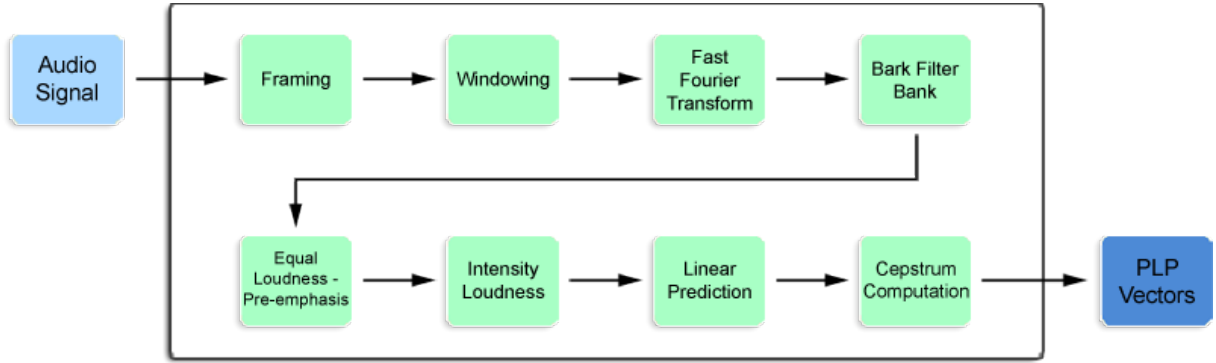 Audio
Signal
Framing
Windowing
Fast
Fourier
Transform
Bark Filter
Bank
Equal
Loudness -
Pre-emphasis
Intensity
Loudness
Linear
Prediction
Cepstrum
Computation
PLP
Vectors